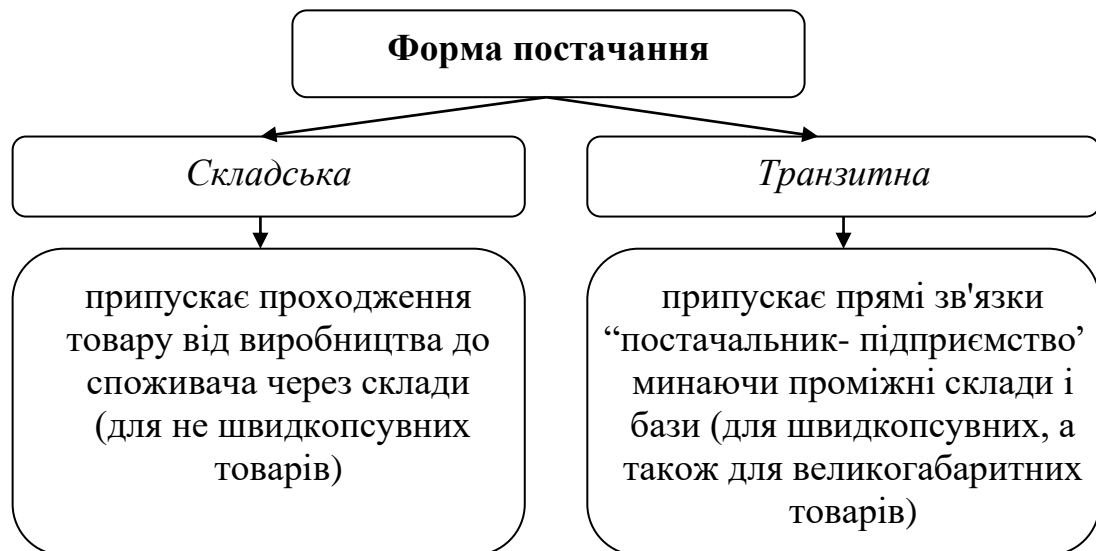 Форма постачання
Складська
Транзитна
припускає проходження
товару від виробництва до
споживача через склади
(для не швидкопсувних
товарів)
припускає прямі зв'язки
“постачальник- підприємство’
минаючи проміжні склади і
бази (для швидкопсувних, а
також для великогабаритних
товарів)